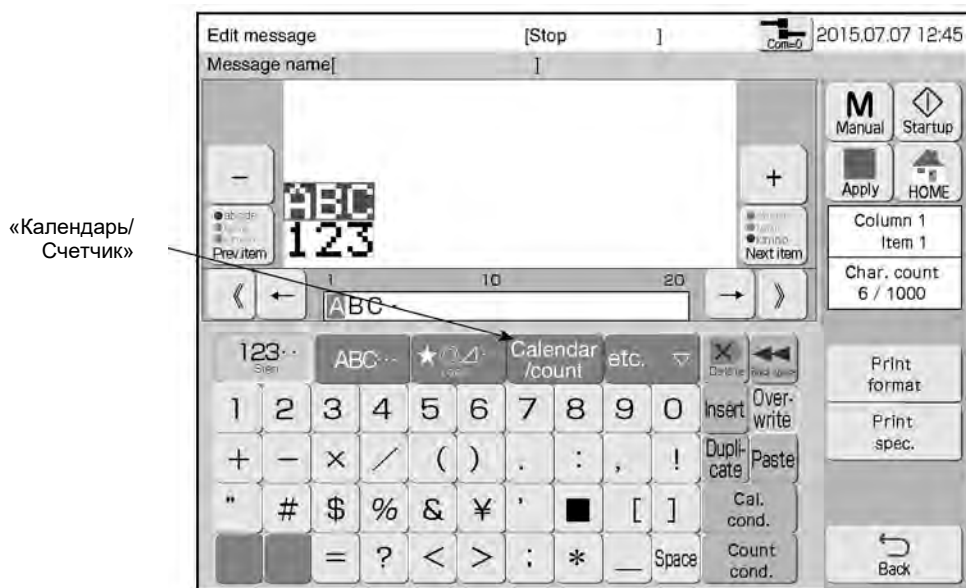 Edit message [Stop ] Com=0 2015.07.07 12:45
Message name[ ]
M
Manual
Startup
−
+
Apply
HOME
ABC
123
Prev item
Next item
«Календарь/
Счетчик»
Column 1
Item 1
Char. count
6 / 1000
《 ← 1 10 20 → 》
ABC
123··
ABC···
Calendar
/count
etc.
Print
format
1 2 3 4 5 6 7 8 9 0
Insert
Over-
write
Print
spec.
+ − × ／ ( ) . : , !
Dupli-
cate
Paste
" # $ % & ¥ ' ■ [ ]
Cal.
cond.
= ? < > ; * _ Space
Count
cond.
Back